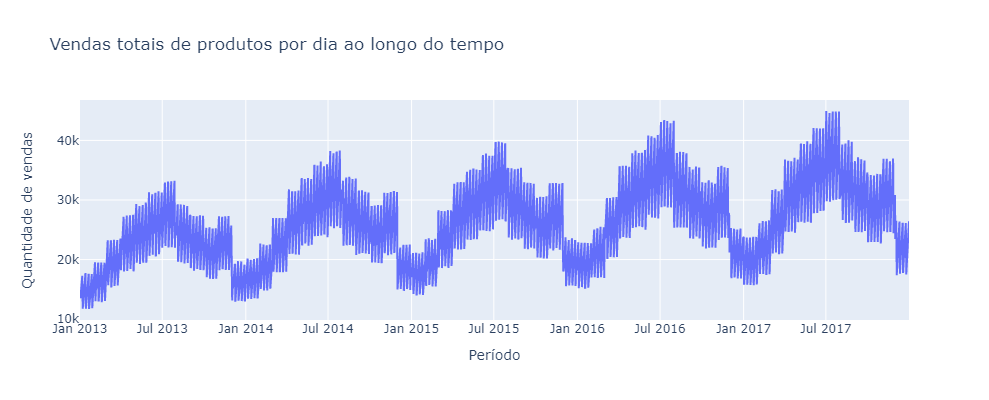 Vendas totais de produtos por dia ao longo do tempo
Quantidade de vendas
40k
30k
20k
10k
Jan 2013
Jul 2013
Jan 2014
Jul 2014
Jan 2015
Jul 2015
Jan 2016
Jul 2016
Jan 2017
Jul 2017
Período